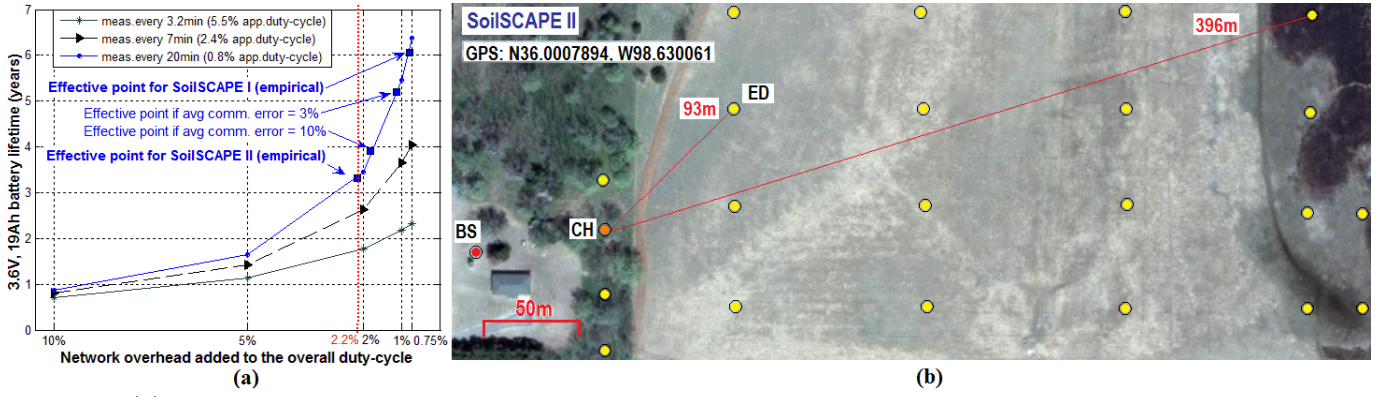 7
6
5
4
3
2
1
0
3.6V, 19Ah battery lifetime (years)
meas.every 3.2min (5.5% app.duty-cycle)
meas.every 7min (2.4% app.duty-cycle)
meas.every 20min (0.8% app.duty-cycle)
Effective point for SoilSCAPE I (empirical)
Effective point if avg comm. error = 3%
Effective point if avg comm. error = 10%
Effective point for SoilSCAPE II (empirical)
10% 5% 2.2% 2% 1% 0.75%
Network overhead added to the overall duty-cycle
(a)
SoilSCAPE II
GPS: N36.0007894, W98.630061
396m
ED
93m
CH
BS
50m
(b)